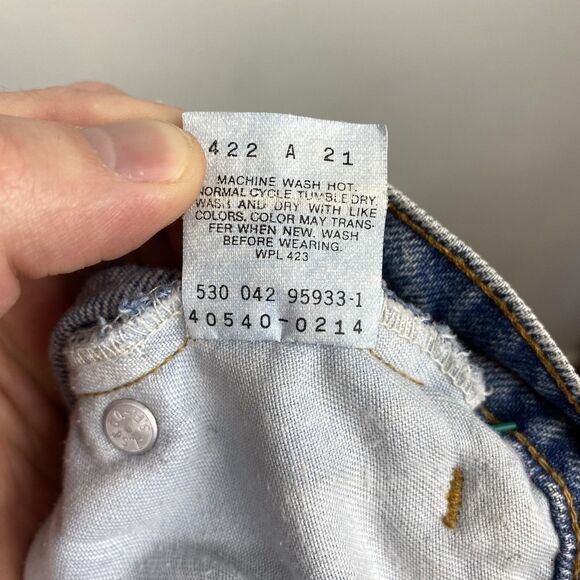 422 A 21
MACHINE WASH HOT.
NORMAL CYCLE. TUMBLE DRY.
WASH AND DRY WITH LIKE
COLORS. COLOR MAY TRANS-
FER WHEN NEW. WASH
BEFORE WEARING.
WPL 423
530 042 95933-1
40540-0214